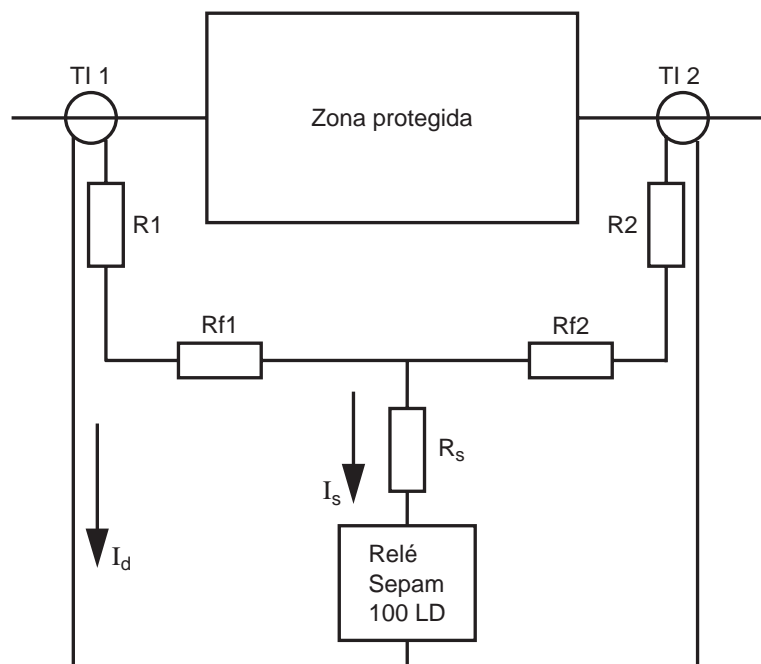 TI 1
TI 2
Zona protegida
R1
R2
Rf1
Rf2
Rs
Is
Id
Relé
Sepam
100 LD